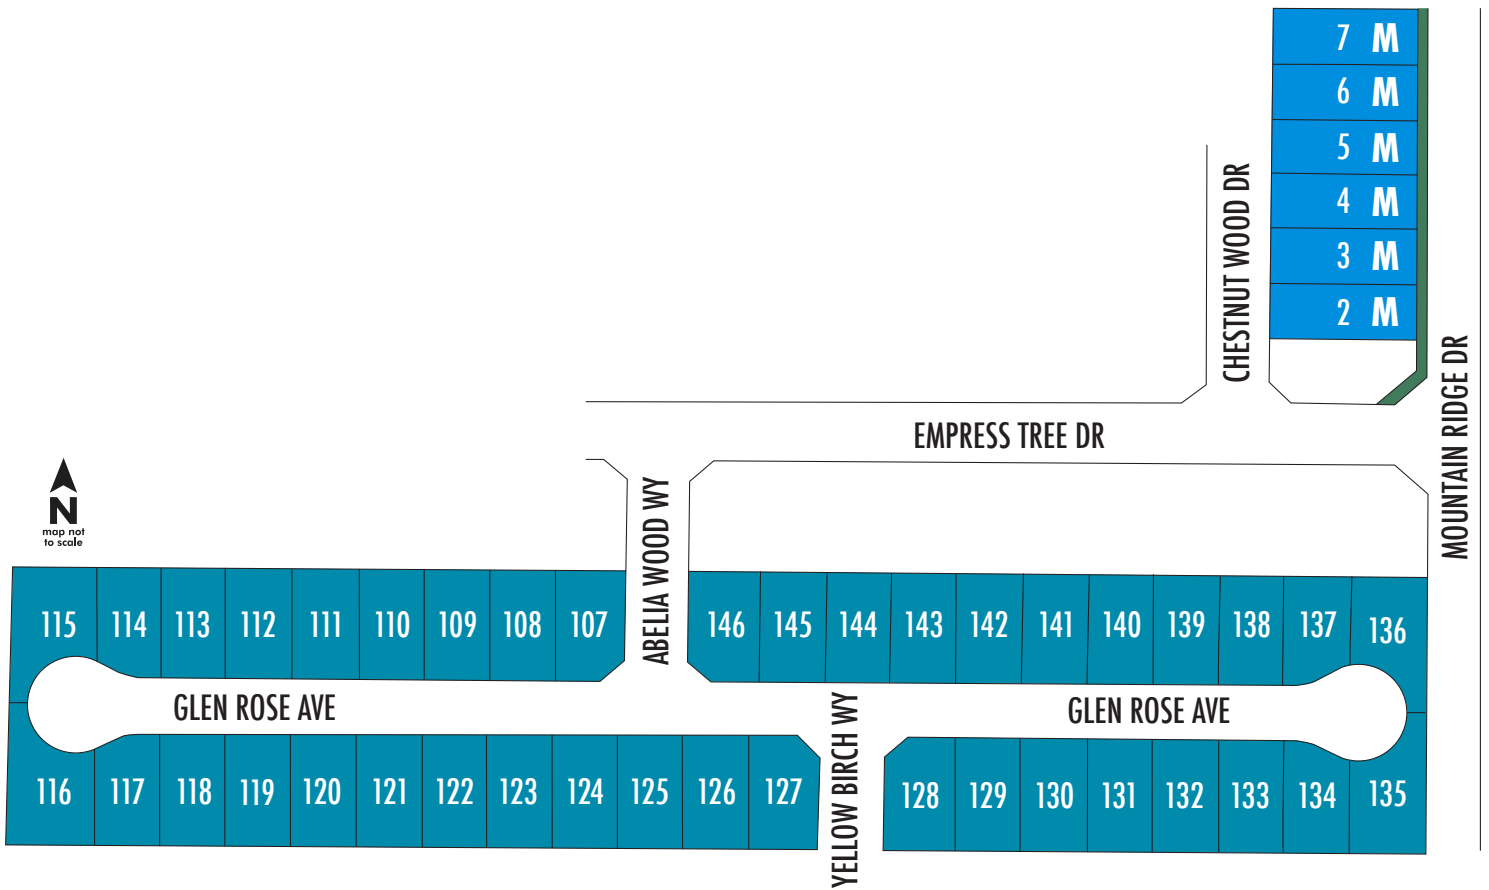 7 M
6 M
5 M
4 M
3 M
2 M
CHESTNUT WOOD DR
MOUNTAIN RIDGE DR
EMPRESS TREE DR
N
map not
to scale
ABELIA WOOD WY
115 114 113 112 111 110 109 108 107
146 145 144 143 142 141 140 139 138 137 136
GLEN ROSE AVE
YELLOW BIRCH WY
GLEN ROSE AVE
116 117 118 119 120 121 122 123 124 125 126 127
128 129 130 131 132 133 134 135